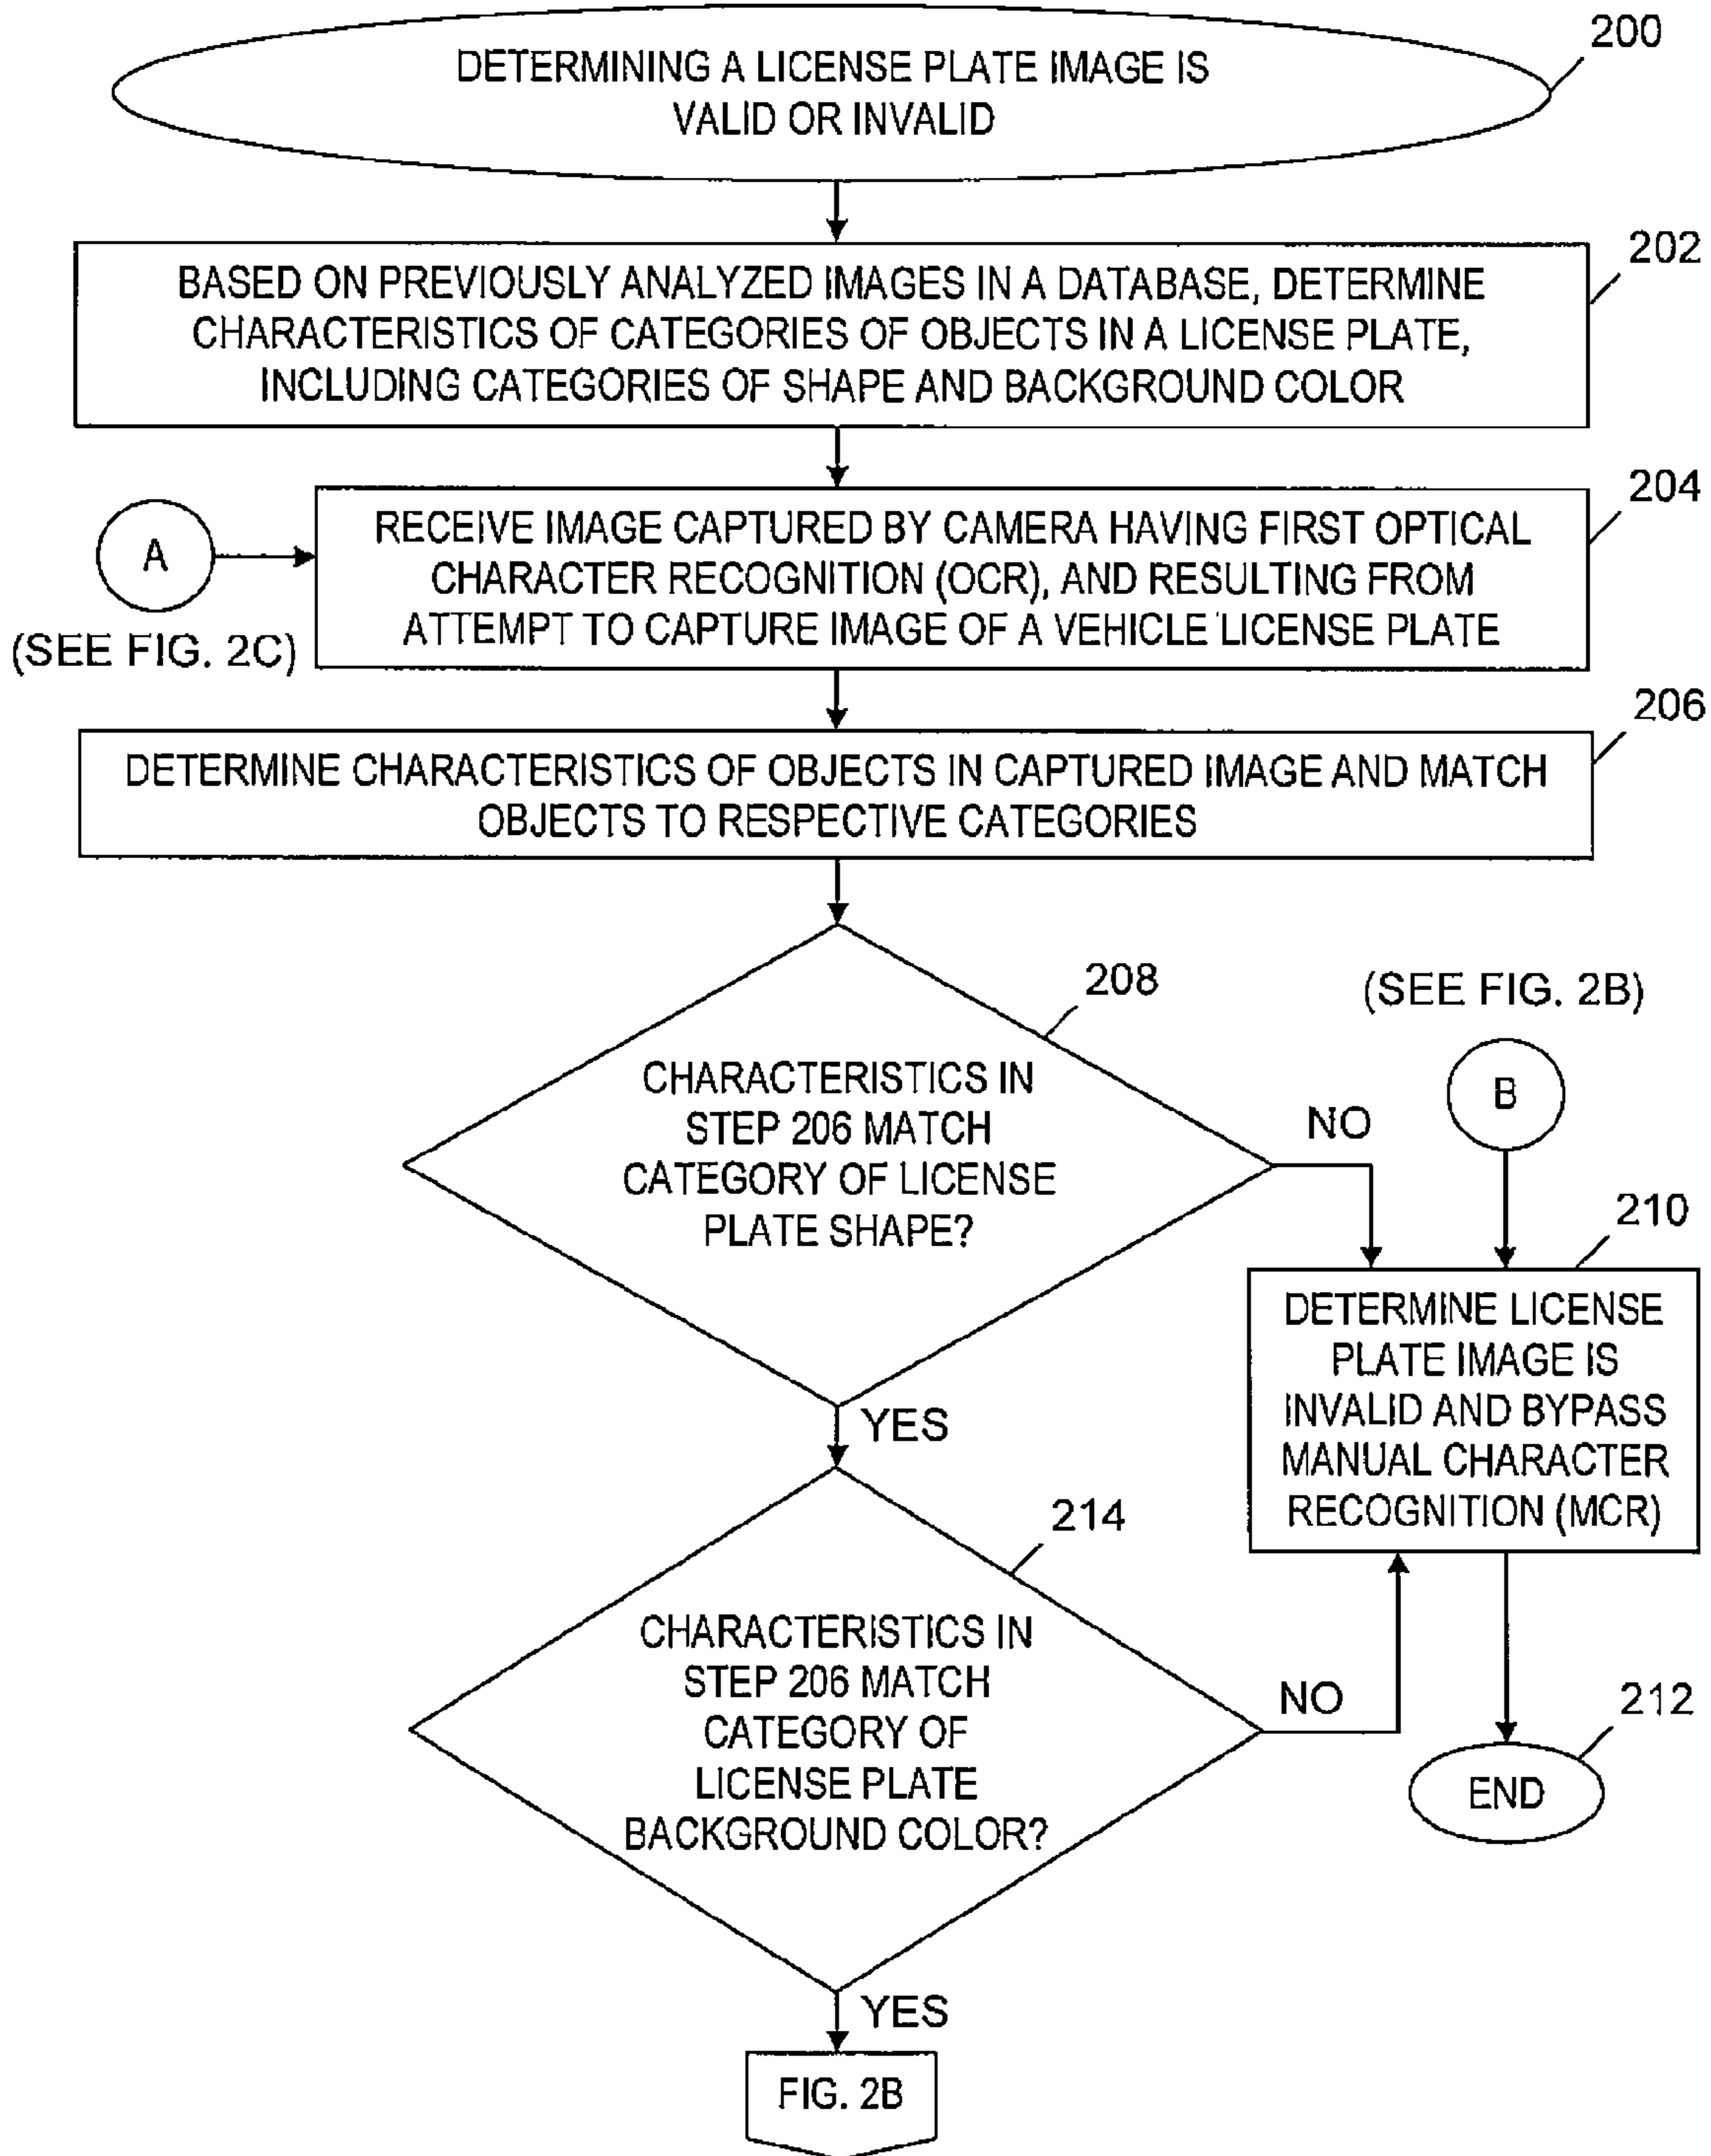 200
DETERMINING A LICENSE PLATE IMAGE IS
VALID OR INVALID
202
BASED ON PREVIOUSLY ANALYZED IMAGES IN A DATABASE, DETERMINE
CHARACTERISTICS OF CATEGORIES OF OBJECTS IN A LICENSE PLATE,
INCLUDING CATEGORIES OF SHAPE AND BACKGROUND COLOR
204
A
(SEE FIG. 2C)
RECEIVE IMAGE CAPTURED BY CAMERA HAVING FIRST OPTICAL
CHARACTER RECOGNITION (OCR), AND RESULTING FROM
ATTEMPT TO CAPTURE IMAGE OF A VEHICLE LICENSE PLATE
206
DETERMINE CHARACTERISTICS OF OBJECTS IN CAPTURED IMAGE AND MATCH
OBJECTS TO RESPECTIVE CATEGORIES
208
CHARACTERISTICS IN
STEP 206 MATCH
CATEGORY OF LICENSE
PLATE SHAPE?
NO
(SEE FIG. 2B)
B
210
DETERMINE LICENSE
PLATE IMAGE IS
INVALID AND BYPASS
MANUAL CHARACTER
RECOGNITION (MCR)
YES
214
CHARACTERISTICS IN
STEP 206 MATCH
CATEGORY OF
LICENSE PLATE
BACKGROUND COLOR?
NO
212
END
YES
FIG. 2B